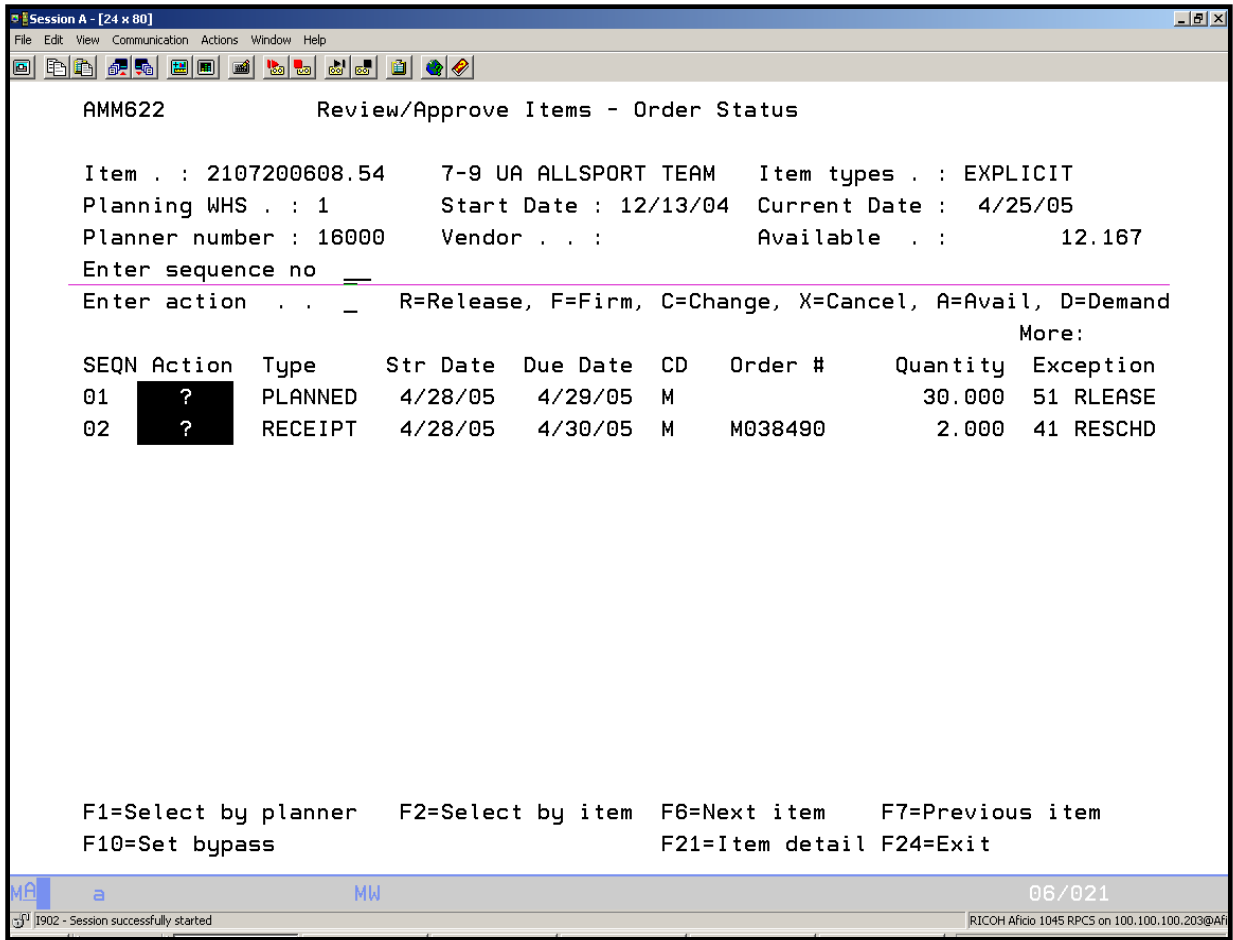 Session A - [24 x 80]
File Edit View Communication Actions Window Help
AMM622 Review/Approve Items - Order Status
Item . : 2107200608.54 7-9 UA ALLSPORT TEAM Item types . : EXPLICIT
Planning WHS . : 1 Start Date : 12/13/04 Current Date : 4/25/05
Planner number : 16000 Vendor . . : Available . : 12.167
Enter sequence no __
Enter action . . _ R=Release, F=Firm, C=Change, X=Cancel, A=Avail, D=Demand
More:
SEQN Action Type Str Date Due Date CD Order # Quantity Exception
01 ? PLANNED 4/28/05 4/29/05 M 30.000 51 RLEASE
02 ? RECEIPT 4/28/05 4/30/05 M M038490 2.000 41 RESCHD
F1=Select by planner F2=Select by item F6=Next item F7=Previous item
F10=Set bypass F21=Item detail F24=Exit
MA a MW 06/021
I902 - Session successfully started RICOH Aficio 1045 RPCS on 100.100.100.203@Afi